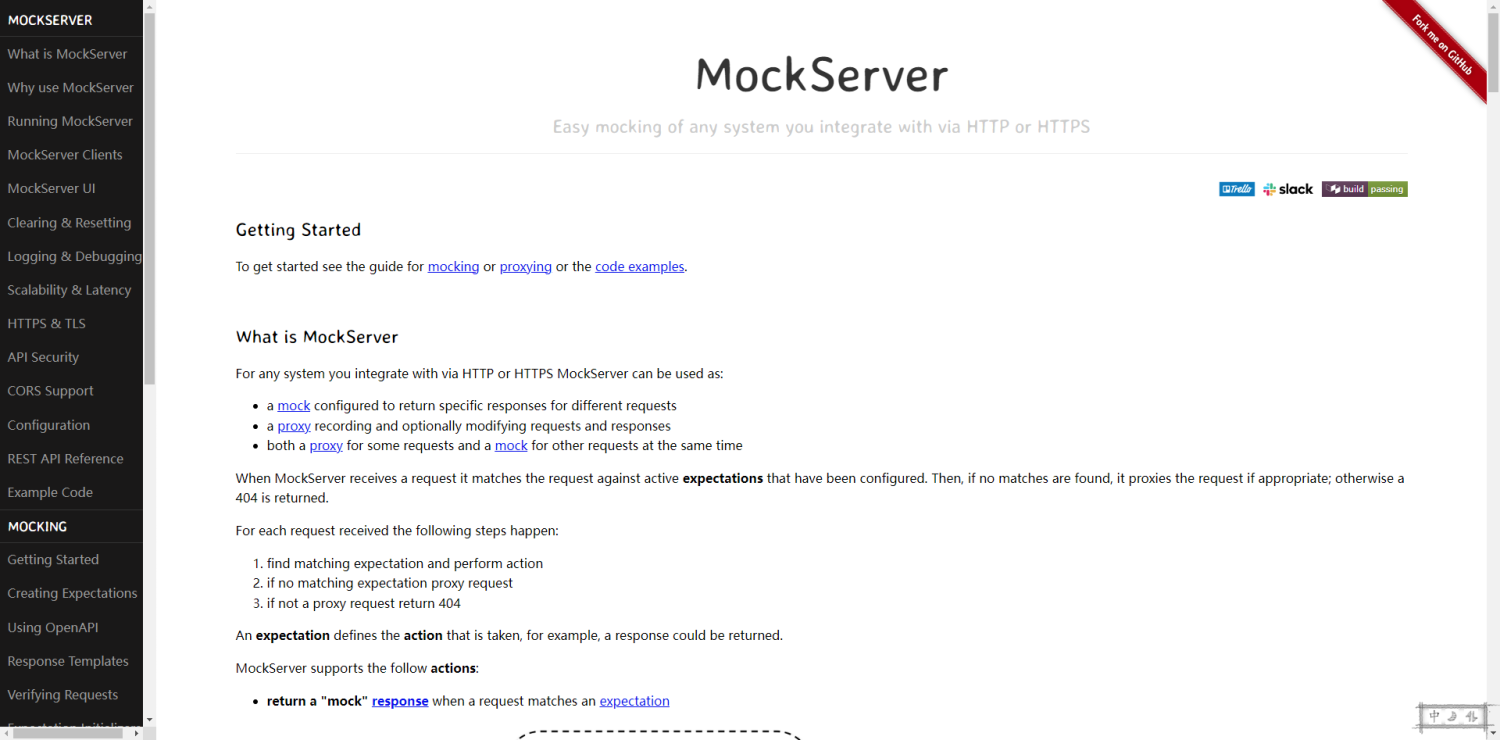 MOCKSERVER
What is MockServer
Why use MockServer
Running MockServer
MockServer Clients
MockServer UI
Clearing & Resetting
Logging & Debugging
Scalability & Latency
HTTPS & TLS
API Security
CORS Support
Configuration
REST API Reference
Example Code
MOCKING
Getting Started
Creating Expectations
Using OpenAPI
Response Templates
Verifying Requests
Expectation Initializers
Fork me on GitHub
MockServer
Easy mocking of any system you integrate with via HTTP or HTTPS
Trello slack build passing
Getting Started
To get started see the guide for mocking or proxying or the code examples.
What is MockServer
For any system you integrate with via HTTP or HTTPS MockServer can be used as:
• a mock configured to return specific responses for different requests
• a proxy recording and optionally modifying requests and responses
• both a proxy for some requests and a mock for other requests at the same time
When MockServer receives a request it matches the request against active expectations that have been configured. Then, if no matches are found, it proxies the request if appropriate; otherwise a
404 is returned.
For each request received the following steps happen:
1. find matching expectation and perform action
2. if no matching expectation proxy request
3. if not a proxy request return 404
An expectation defines the action that is taken, for example, a response could be returned.
MockServer supports the follow actions:
• return a "mock" response when a request matches an expectation
中